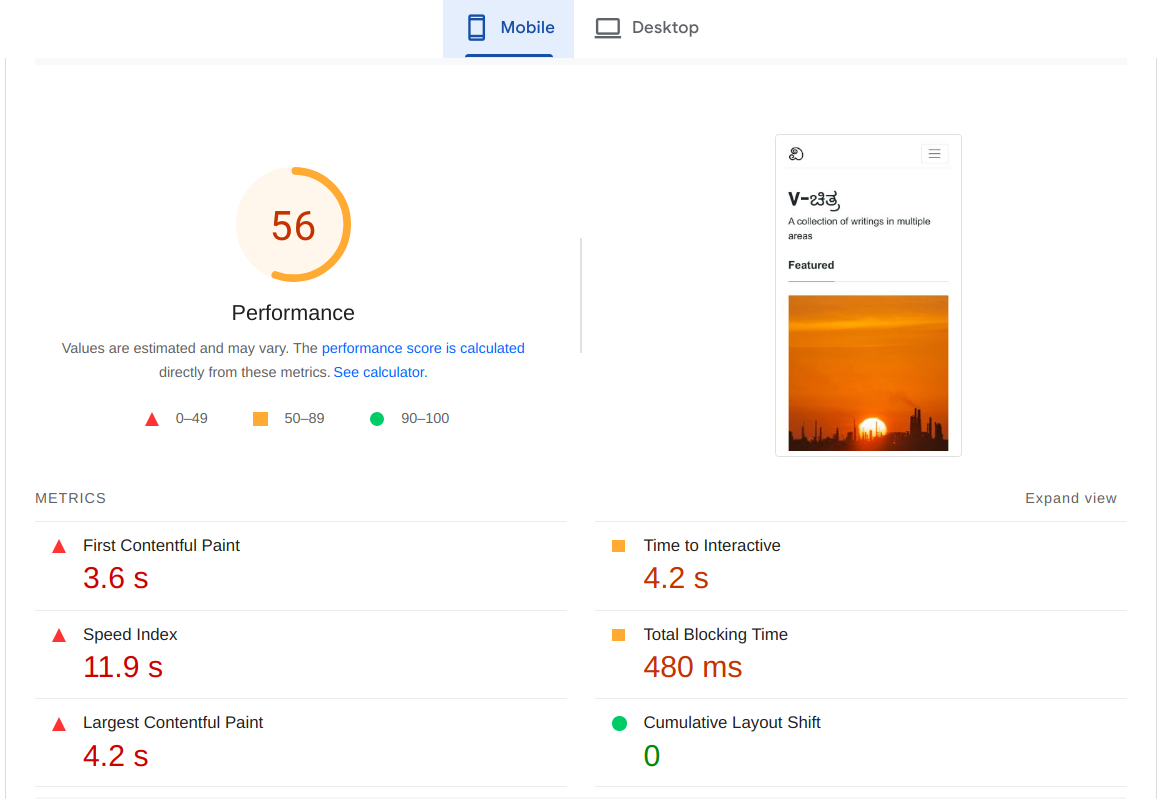 Mobile
Desktop
56
Performance
Values are estimated and may vary. The performance score is calculated
directly from these metrics. See calculator.
0–49
50–89
90–100
V-ಚಿತ್ರ
A collection of writings in multiple
areas
Featured
METRICS
Expand view
First Contentful Paint
3.6 s
Time to Interactive
4.2 s
Speed Index
11.9 s
Total Blocking Time
480 ms
Largest Contentful Paint
4.2 s
Cumulative Layout Shift
0